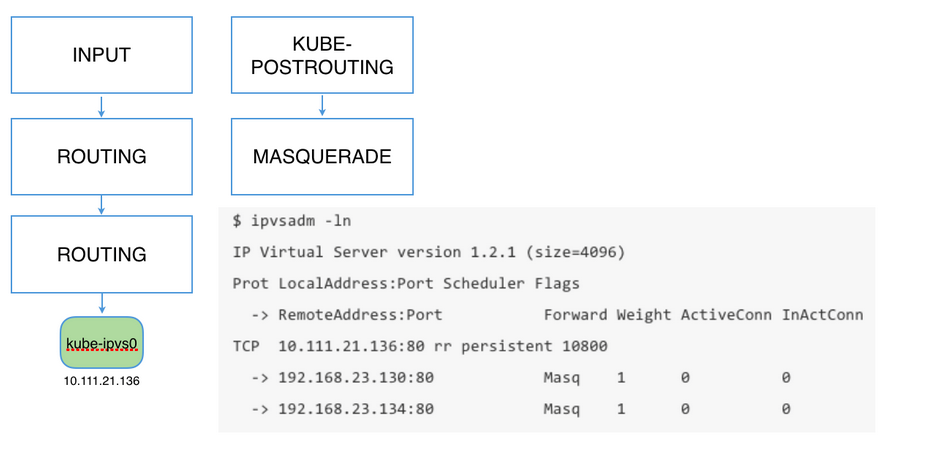 INPUT
ROUTING
ROUTING
kube-ipvs0
10.111.21.136
KUBE-
POSTROUTING
MASQUERADE
$ ipvsadm -ln
IP Virtual Server version 1.2.1 (size=4096)
Prot LocalAddress:Port Scheduler Flags
  -> RemoteAddress:Port           Forward Weight ActiveConn InActConn
TCP  10.111.21.136:80 rr persistent 10800
  -> 192.168.23.130:80            Masq    1      0          0
  -> 192.168.23.134:80            Masq    1      0          0